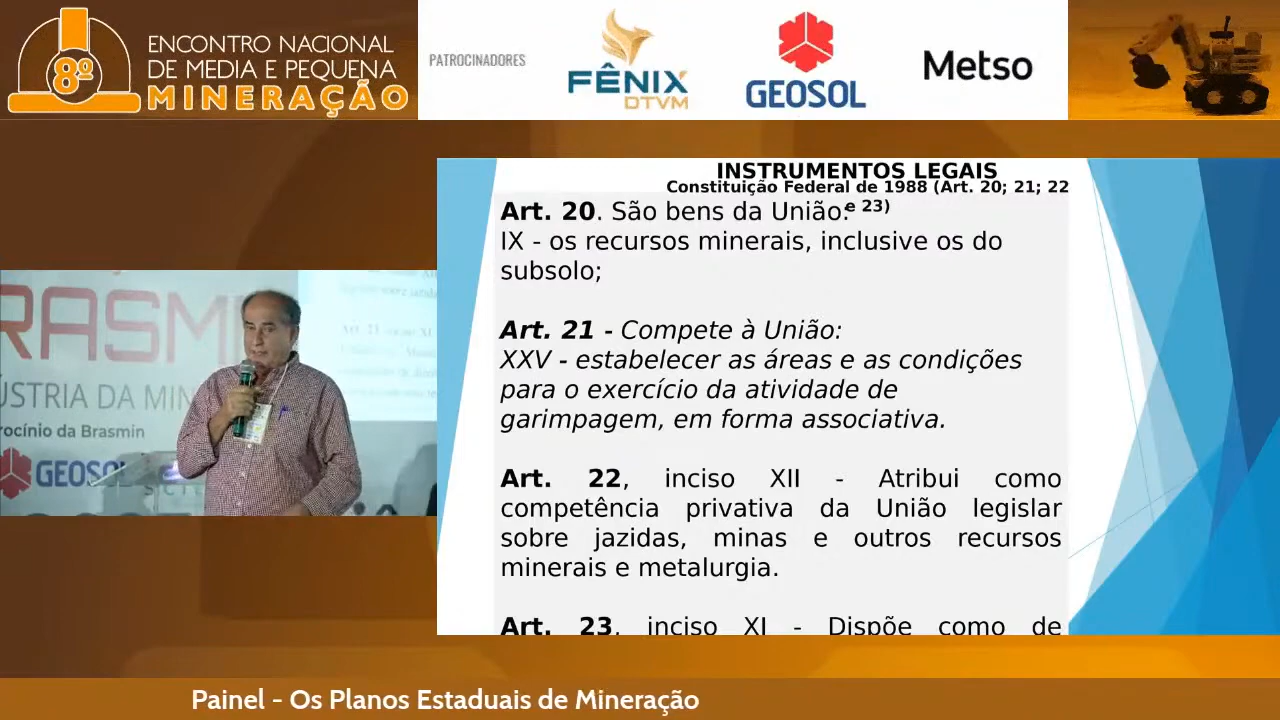 ENCONTRO NACIONAL
DE MEDIA E PEQUENA
MINERAÇÃO
8º
PATROCINADORES
FÊNIX
DTVM
GEOSOL
Metso
INSTRUMENTOS LEGAIS
Constituição Federal de 1988 (Art. 20; 21; 22
e 23)
Art. 20. São bens da União:
IX - os recursos minerais, inclusive os do
subsolo;
Art. 21 - Compete à União:
XXV - estabelecer as áreas e as condições
para o exercício da atividade de
garimpagem, em forma associativa.
Art. 22, inciso XII - Atribui como
competência privativa da União legislar
sobre jazidas, minas e outros recursos
minerais e metalurgia.
Art. 23, inciso XI - Dispõe como de
RASM
ÚSTRIA DA MIN
rocínio da Brasmin
GEOSOL
Painel - Os Planos Estaduais de Mineração